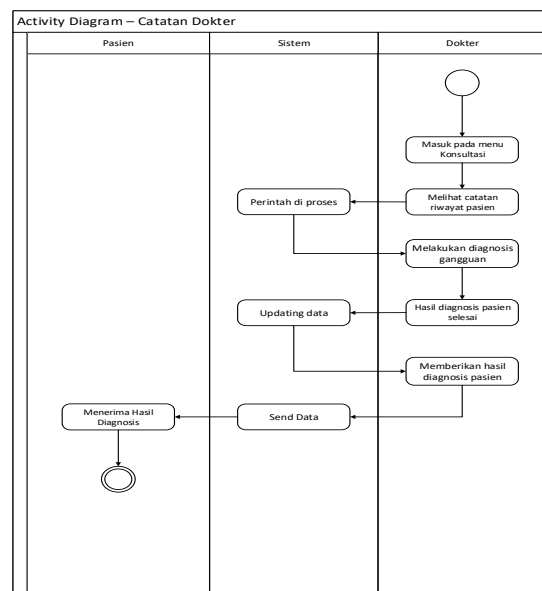 Activity Diagram – Catatan Dokter
Pasien
Sistem
Dokter
Masuk pada menu
Konsultasi
Melihat catatan
riwayat pasien
Perintah di proses
Melakukan diagnosis
gangguan
Hasil diagnosis pasien
selesai
Updating data
Memberikan hasil
diagnosis pasien
Send Data
Menerima Hasil
Diagnosis